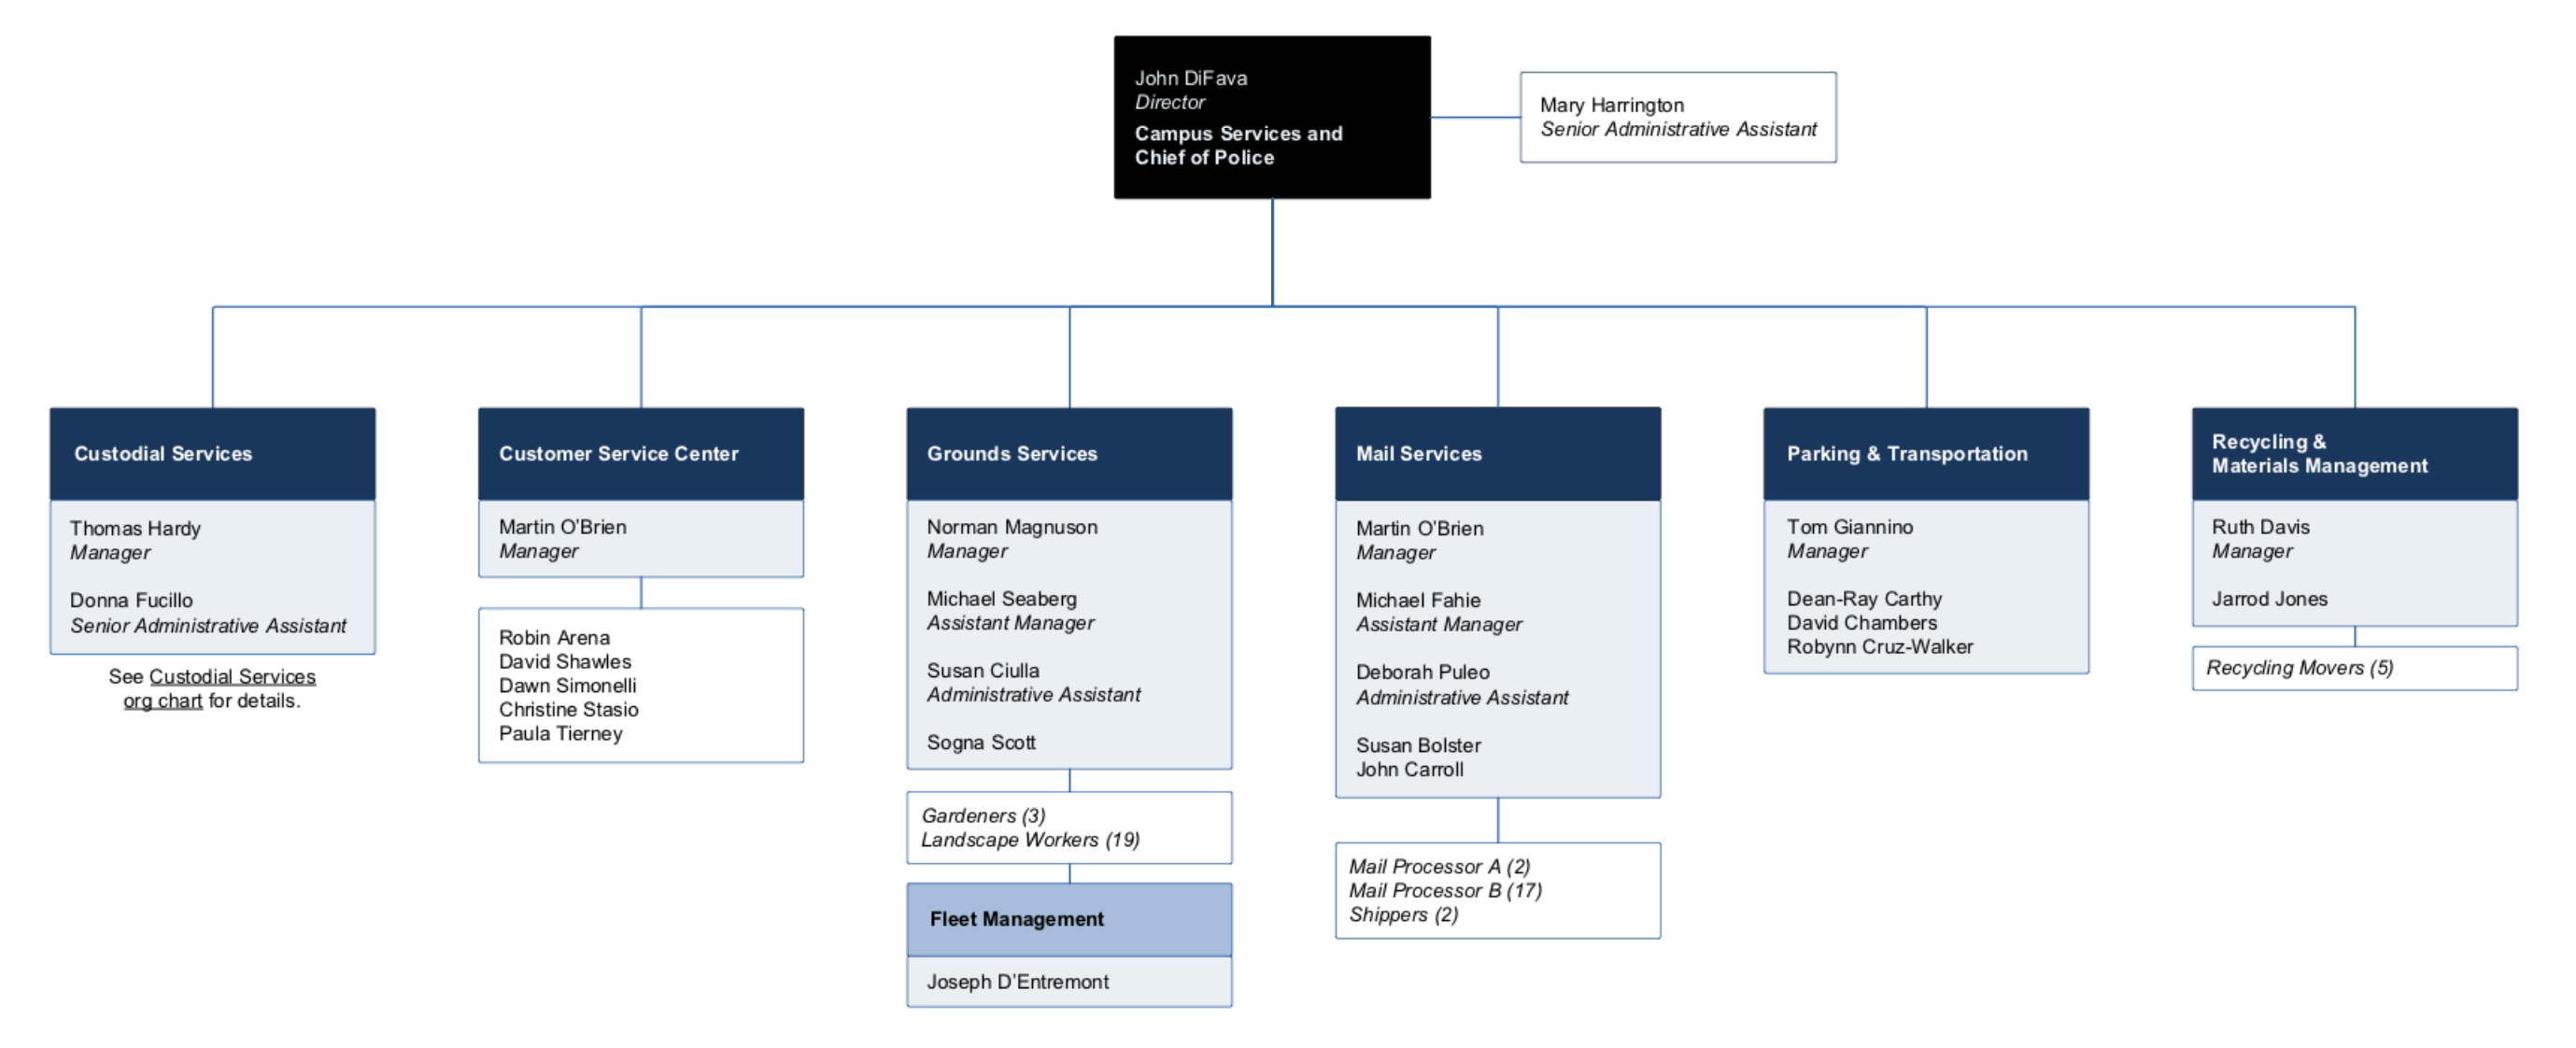 John DiFava
Director
Campus Services and
Chief of Police
Mary Harrington
Senior Administrative Assistant
Custodial Services
Thomas Hardy
Manager
Donna Fucillo
Senior Administrative Assistant
See Custodial Services
org chart for details.
Customer Service Center
Martin O'Brien
Manager
Robin Arena
David Shawles
Dawn Simonelli
Christine Stasio
Paula Tierney
Grounds Services
Norman Magnuson
Manager
Michael Seaberg
Assistant Manager
Susan Ciulla
Administrative Assistant
Sogna Scott
Gardeners (3)
Landscape Workers (19)
Fleet Management
Joseph D'Entremont
Mail Services
Martin O'Brien
Manager
Michael Fahie
Assistant Manager
Deborah Puleo
Administrative Assistant
Susan Bolster
John Carroll
Mail Processor A (2)
Mail Processor B (17)
Shippers (2)
Parking & Transportation
Tom Giannino
Manager
Dean-Ray Carthy
David Chambers
Robynn Cruz-Walker
Recycling &
Materials Management
Ruth Davis
Manager
Jarrod Jones
Recycling Movers (5)